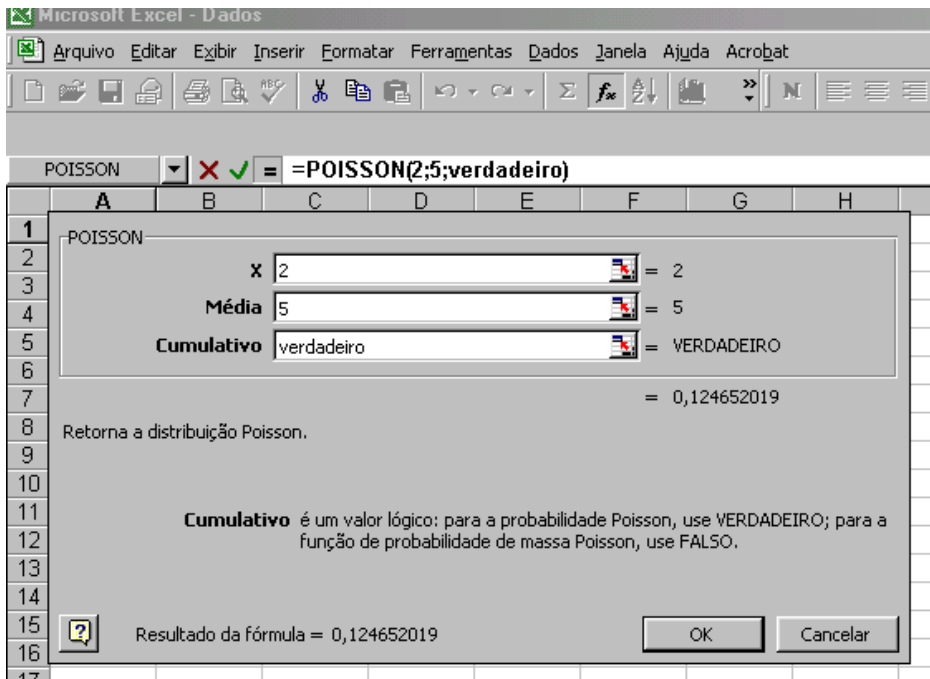 Microsoft Excel - Dados
Arquivo Editar Exibir Inserir Formatar Ferramentas Dados Janela Ajuda Acrobat
ABC Σ fx A Z N
POISSON = =POISSON(2;5;verdadeiro)
A B C D E F G H
1
POISSON
2
X 2 = 2
3
Média 5 = 5
4
5
Cumulativo verdadeiro = VERDADEIRO
6
7
= 0,124652019
8
Retorna a distribuição Poisson.
9
10
11
Cumulativo é um valor lógico: para a probabilidade Poisson, use VERDADEIRO; para a
12
função de probabilidade de massa Poisson, use FALSO.
13
14
15
? Resultado da fórmula = 0,124652019 OK Cancelar
16
17